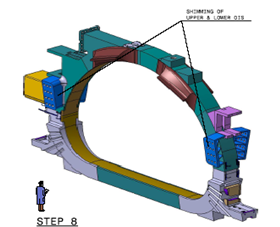 SHIMMING OF
UPPER & LOWER OIS
STEP 8